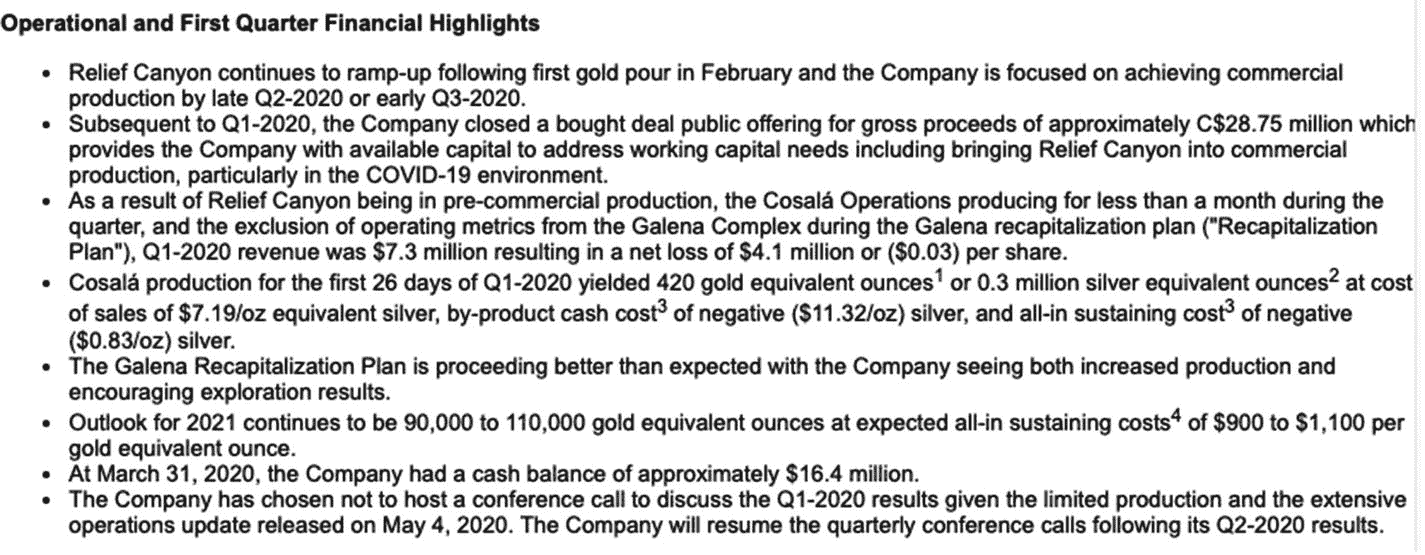 Operational and First Quarter Financial Highlights
• Relief Canyon continues to ramp-up following first gold pour in February and the Company is focused on achieving commercial
production by late Q2-2020 or early Q3-2020.
• Subsequent to Q1-2020, the Company closed a bought deal public offering for gross proceeds of approximately C$28.75 million which
provides the Company with available capital to address working capital needs including bringing Relief Canyon into commercial
production, particularly in the COVID-19 environment.
• As a result of Relief Canyon being in pre-commercial production, the Cosalá Operations producing for less than a month during the
quarter, and the exclusion of operating metrics from the Galena Complex during the Galena recapitalization plan ("Recapitalization
Plan"), Q1-2020 revenue was $7.3 million resulting in a net loss of $4.1 million or ($0.03) per share.
• Cosalá production for the first 26 days of Q1-2020 yielded 420 gold equivalent ounces¹ or 0.3 million silver equivalent ounces² at cost
of sales of $7.19/oz equivalent silver, by-product cash cost³ of negative ($11.32/oz) silver, and all-in sustaining cost³ of negative
($0.83/oz) silver.
• The Galena Recapitalization Plan is proceeding better than expected with the Company seeing both increased production and
encouraging exploration results.
• Outlook for 2021 continues to be 90,000 to 110,000 gold equivalent ounces at expected all-in sustaining costs⁴ of $900 to $1,100 per
gold equivalent ounce.
• At March 31, 2020, the Company had a cash balance of approximately $16.4 million.
• The Company has chosen not to host a conference call to discuss the Q1-2020 results given the limited production and the extensive
operations update released on May 4, 2020. The Company will resume the quarterly conference calls following its Q2-2020 results.